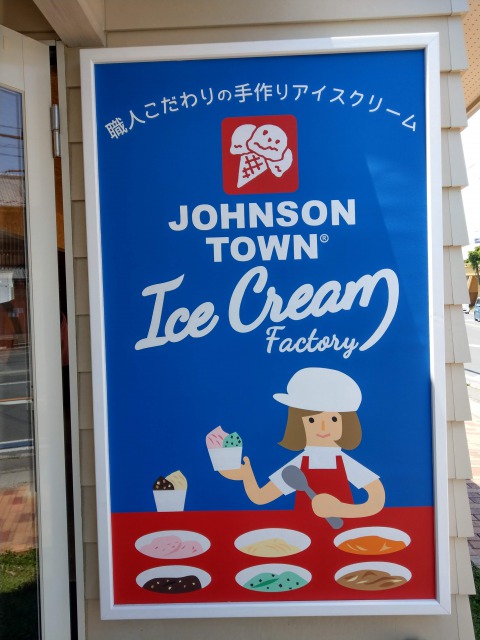 職人こだわりの手作りアイスクリーム
JOHNSON
TOWN®
Ice Cream
Factory